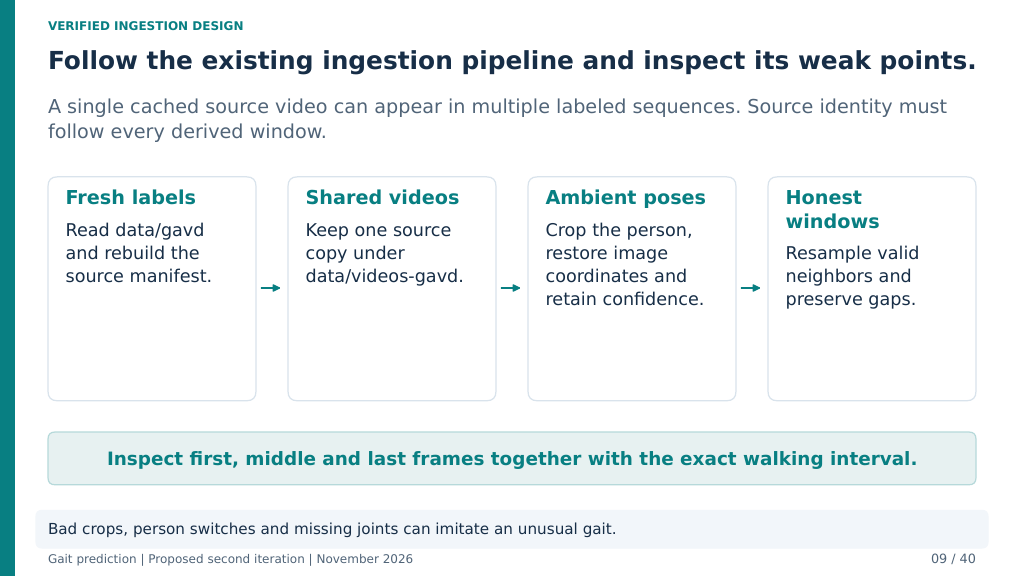 VERIFIED INGESTION DESIGN
Follow the existing ingestion pipeline and inspect its weak points.
A single cached source video can appear in multiple labeled sequences. Source identity must
follow every derived window.
Fresh labels
Read data/gavd
and rebuild the
source manifest.
Shared videos
Keep one source
copy under
data/videos-gavd.
Ambient poses
Crop the person,
restore image
coordinates and
retain confidence.
Honest
windows
Resample valid
neighbors and
preserve gaps.
Inspect first, middle and last frames together with the exact walking interval.
Bad crops, person switches and missing joints can imitate an unusual gait.
Gait prediction | Proposed second iteration | November 2026
09 / 40